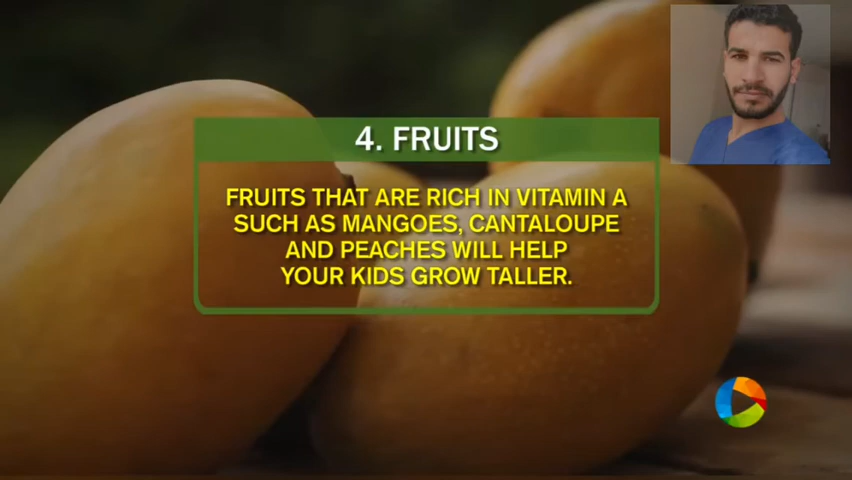 4. FRUITS
FRUITS THAT ARE RICH IN VITAMIN A
SUCH AS MANGOES, CANTALOUPE
AND PEACHES WILL HELP
YOUR KIDS GROW TALLER.